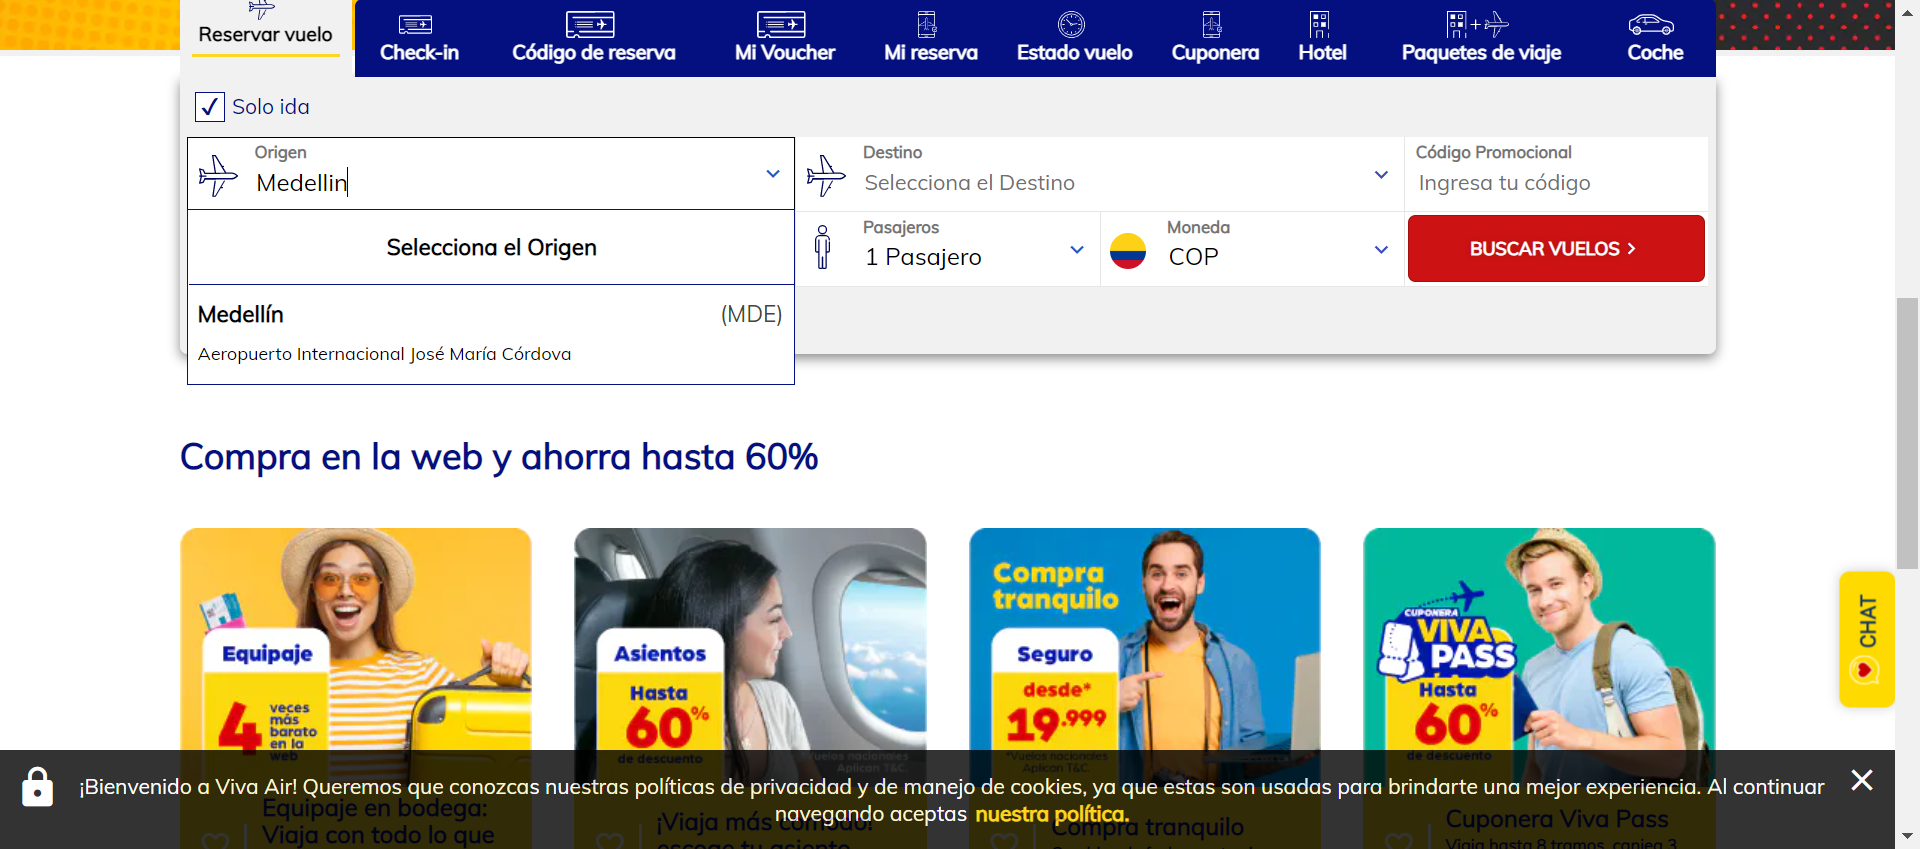 Reservar vuelo
Check-in
Código de reserva
Mi Voucher
Mi reserva
Estado vuelo
Cuponera
Hotel
Paquetes de viaje
Coche
Solo ida
Origen
Medellin
Destino
Selecciona el Destino
Código Promocional
Ingresa tu código
Selecciona el Origen
Pasajeros
1 Pasajero
Moneda
COP
BUSCAR VUELOS
Medellín (MDE)
Aeropuerto Internacional José María Córdova
Compra en la web y ahorra hasta 60%
Equipaje
4 veces
más
barato
en la
web
Asientos
Hasta
60%
de descuento
Vuelos nacionales
Aplican T&C.
Compra
tranquilo
Seguro
desde*
19.999
*Vuelos nacionales
Aplican T&C.
CUPONERA
VIVA
PASS
Hasta
60%
de descuento
CHAT
¡Bienvenido a Viva Air! Queremos que conozcas nuestras políticas de privacidad y de manejo de cookies, ya que estas son usadas para brindarte una mejor experiencia. Al continuar
navegando aceptas nuestra política.
Equipaje en bodega:
Viaja con todo lo que
¡Viaja más cómodo!
escoge tu asiento
Compra tranquilo
Cuponera Viva Pass
Viaja hasta 8 tramos, canjea 3